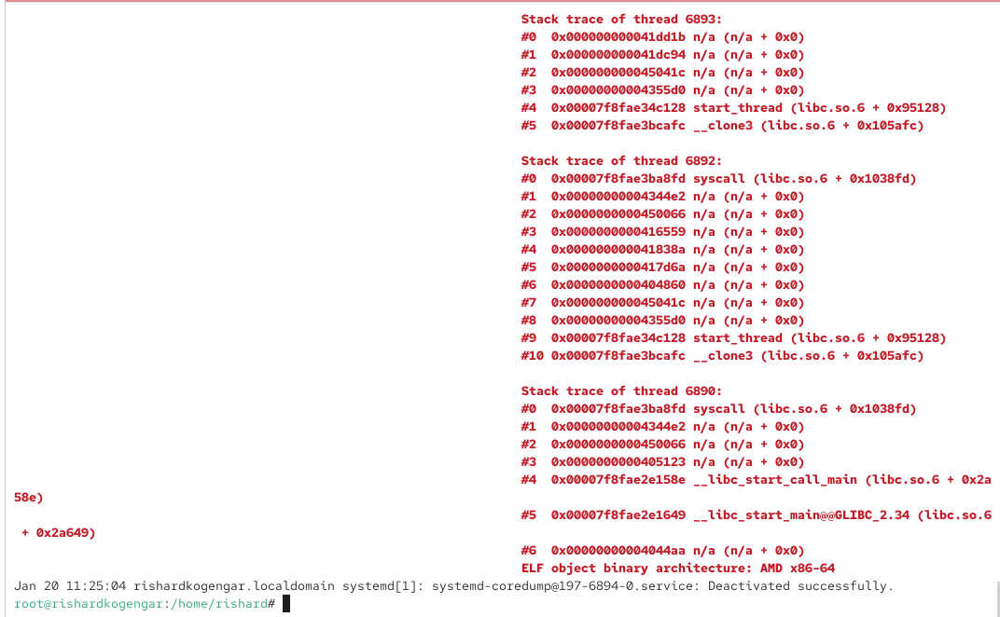 Stack trace of thread 6893:
#0  0x000000000041dd1b n/a (n/a + 0x0)
#1  0x000000000041dc94 n/a (n/a + 0x0)
#2  0x000000000045041c n/a (n/a + 0x0)
#3  0x00000000004355d0 n/a (n/a + 0x0)
#4  0x00007f8fae34c128 start_thread (libc.so.6 + 0x95128)
#5  0x00007f8fae3bcafc __clone3 (libc.so.6 + 0x105afc)

Stack trace of thread 6892:
#0  0x00007f8fae3ba8fd syscall (libc.so.6 + 0x1038fd)
#1  0x00000000004344e2 n/a (n/a + 0x0)
#2  0x0000000000450066 n/a (n/a + 0x0)
#3  0x0000000000416559 n/a (n/a + 0x0)
#4  0x000000000041838a n/a (n/a + 0x0)
#5  0x0000000000417d6a n/a (n/a + 0x0)
#6  0x0000000000404860 n/a (n/a + 0x0)
#7  0x000000000045041c n/a (n/a + 0x0)
#8  0x00000000004355d0 n/a (n/a + 0x0)
#9  0x00007f8fae34c128 start_thread (libc.so.6 + 0x95128)
#10 0x00007f8fae3bcafc __clone3 (libc.so.6 + 0x105afc)

Stack trace of thread 6890:
#0  0x00007f8fae3ba8fd syscall (libc.so.6 + 0x1038fd)
#1  0x00000000004344e2 n/a (n/a + 0x0)
#2  0x0000000000450066 n/a (n/a + 0x0)
#3  0x0000000000405123 n/a (n/a + 0x0)
#4  0x00007f8fae2e158e __libc_start_call_main (libc.so.6 + 0x2a
58e)
#5  0x00007f8fae2e1649 __libc_start_main@@GLIBC_2.34 (libc.so.6
 + 0x2a649)
#6  0x00000000004044aa n/a (n/a + 0x0)
ELF object binary architecture: AMD x86-64
Jan 20 11:25:04 rishardkogengar.localdomain systemd[1]: systemd-coredump@197-6894-0.service: Deactivated successfully.
root@rishardkogengar:/home/rishard#